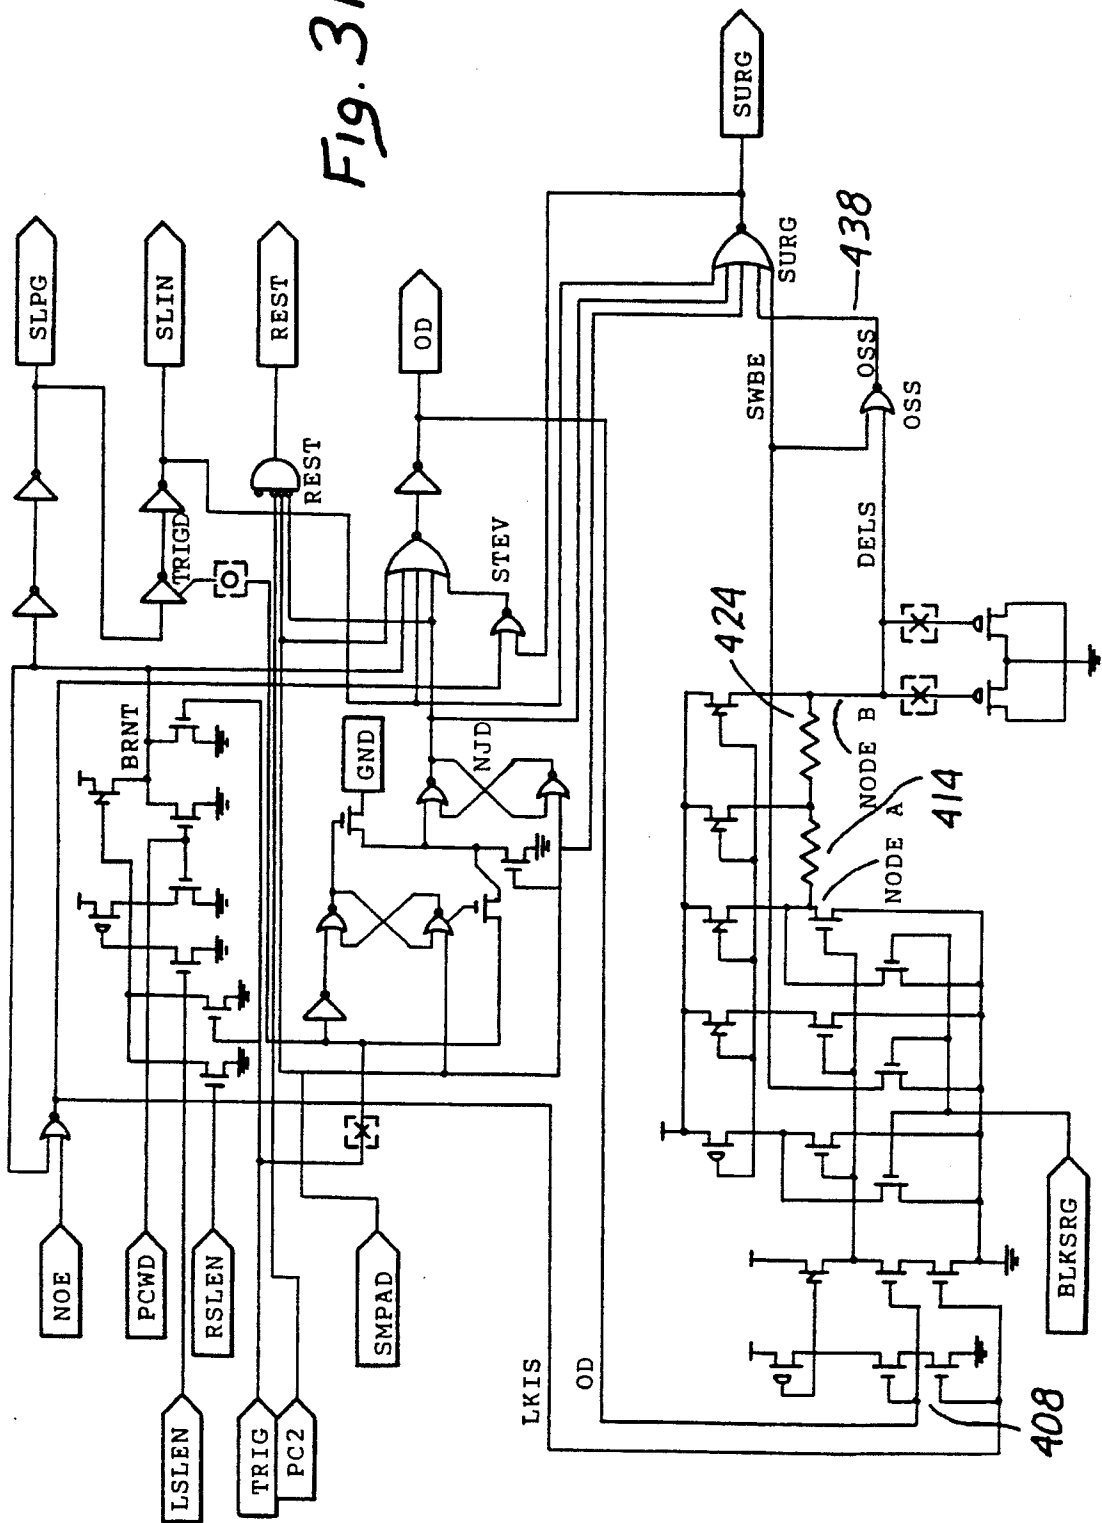 Fig. 31
SLPG
SLIN
REST
OD
SURG
TRIGD
REST
STEV
SURG
438
SWBE
OSS
OSS
DELS
BRNT
GND
NJD
424
NODE B
414
NODE A
NOE
PCWD
RSLEN
LSLEN
TRIG
PC2
SMPAD
LKIS
OD
BLKSRG
408